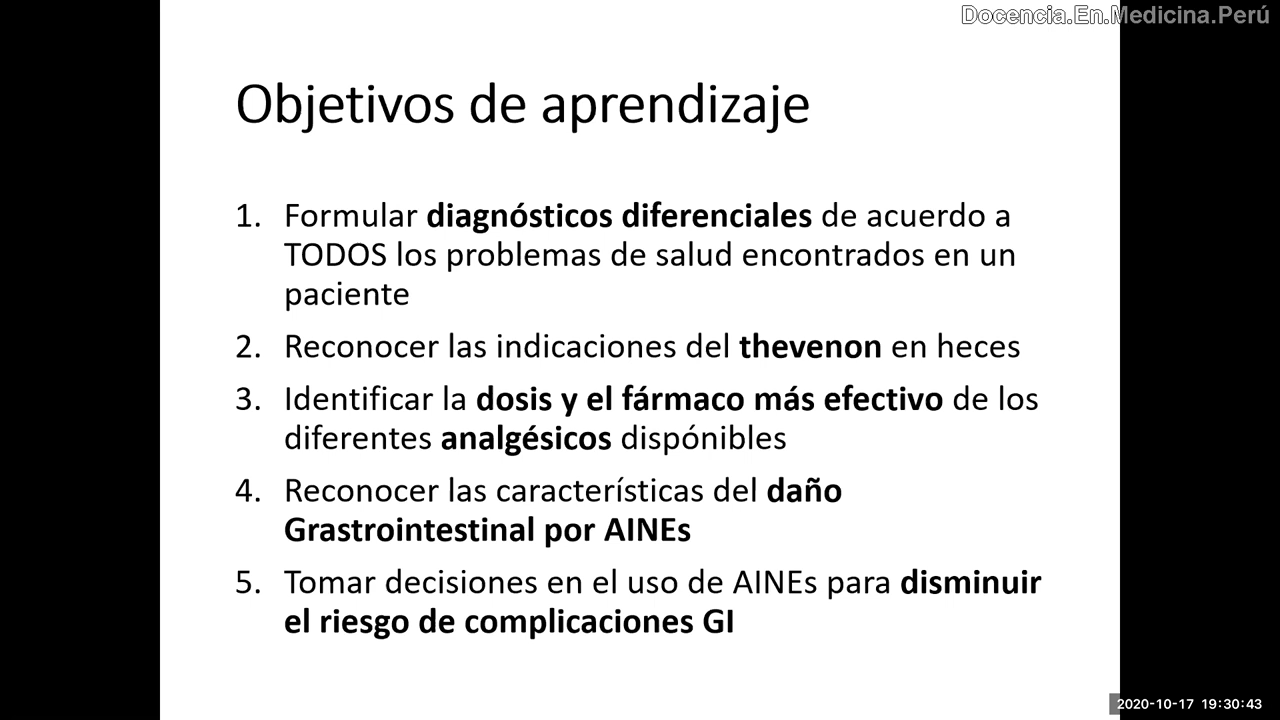 Docencia.En.Medicina.Perú
Objetivos de aprendizaje
1. Formular diagnósticos diferenciales de acuerdo a
TODOS los problemas de salud encontrados en un
paciente
2. Reconocer las indicaciones del thevenon en heces
3. Identificar la dosis y el fármaco más efectivo de los
diferentes analgésicos dispónibles
4. Reconocer las características del daño
Grastrointestinal por AINEs
5. Tomar decisiones en el uso de AINEs para disminuir
el riesgo de complicaciones GI
2020-10-17 19:30:43